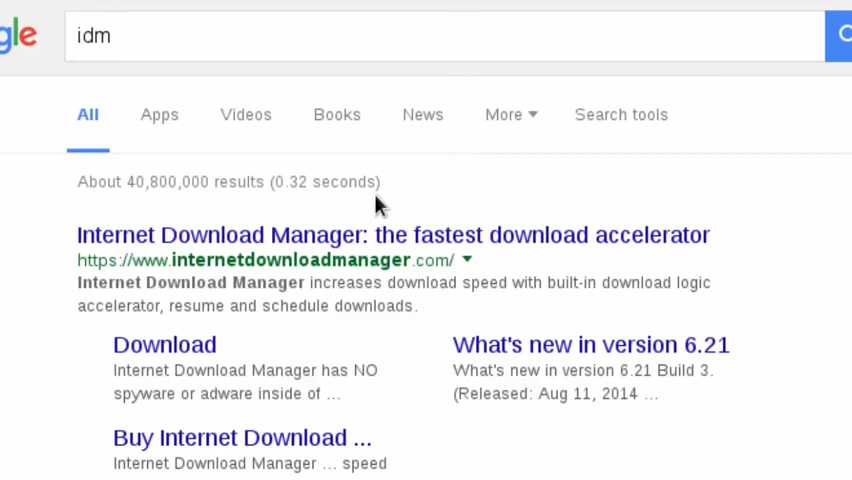 gle idm
All Apps Videos Books News More Search tools
About 40,800,000 results (0.32 seconds)
Internet Download Manager: the fastest download accelerator
https://www.internetdownloadmanager.com/
Internet Download Manager increases download speed with built-in download logic
accelerator, resume and schedule downloads.
Download
Internet Download Manager has NO
spyware or adware inside of ...
What's new in version 6.21
What's new in version 6.21 Build 3.
(Released: Aug 11, 2014 ...
Buy Internet Download ...
Internet Download Manager ... speed